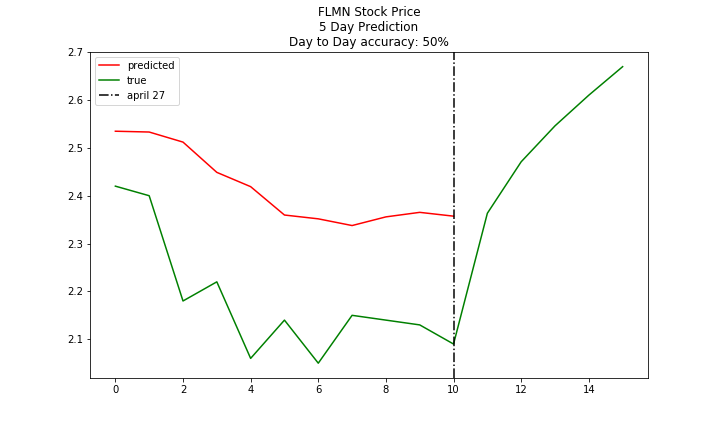 FLMN Stock Price
5 Day Prediction
Day to Day accuracy: 50%
predicted
true
april 27
2.7
2.6
2.5
2.4
2.3
2.2
2.1
0 2 4 6 8 10 12 14